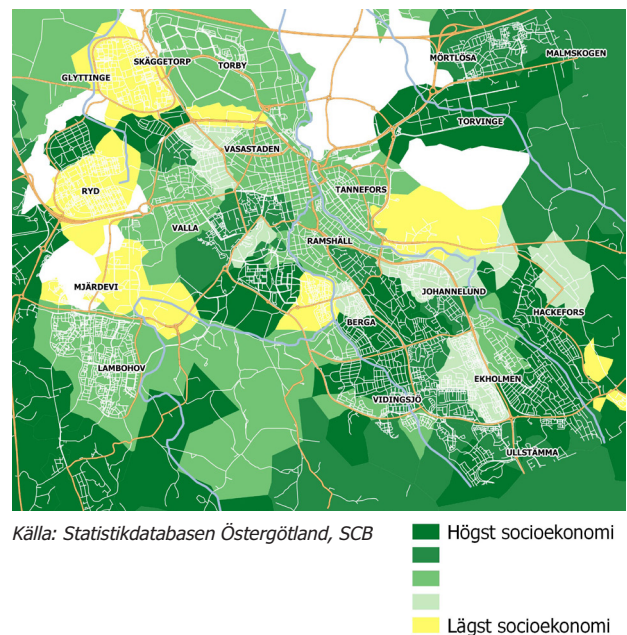 MÖRTLÖSA
MALMSKOGEN
SKÄGGETORP
TORBY
GLYTTINGE
TORVINGE
VASASTADEN
RYD
TANNEFORS
VALLA
RAMSHÄLL
MJÄRDEVI
JOHANNELUND
HACKEFORS
BERGA
LAMBOHOV
EKHOLMEN
VIDINGSJÖ
ULLSTÄMMA
Källa: Statistikdatabasen Östergötland, SCB
Högst socioekonomi
Lägst socioekonomi